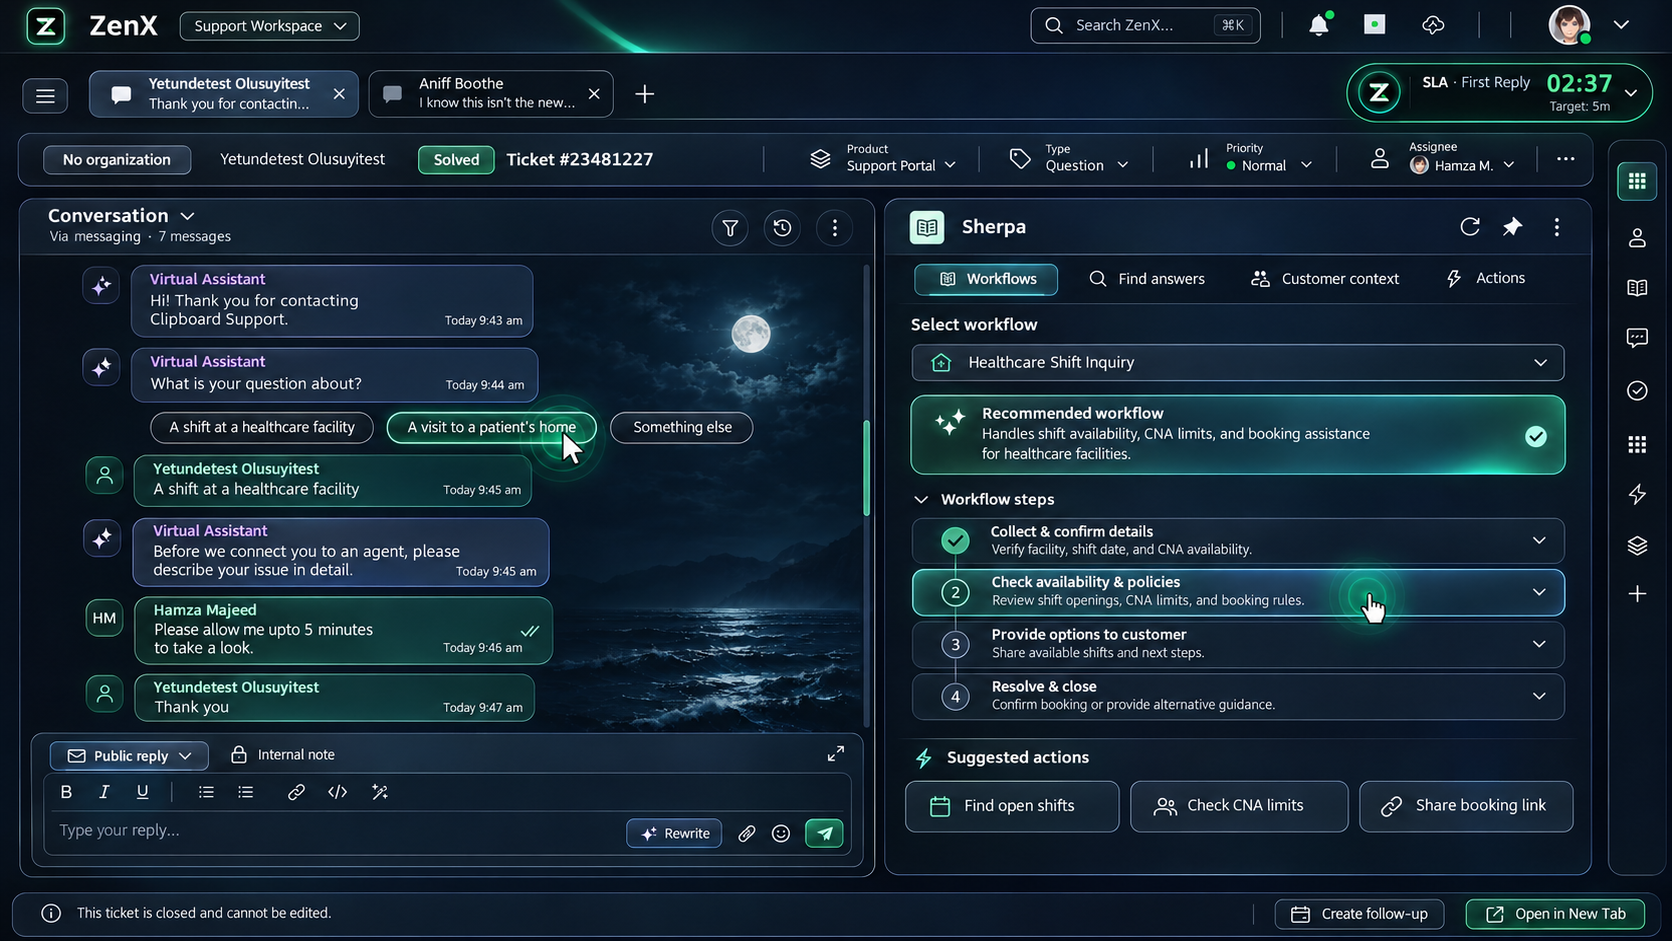 ZenX
Support Workspace
Search ZenX...
⌘K
Yetundetest Olusuyitest
Thank you for contactin...
Aniff Boothe
I know this isn't the new...
SLA · First Reply
02:37
Target: 5m
No organization
Yetundetest Olusuyitest
Solved
Ticket #23481227
Product
Support Portal
Type
Question
Priority
Normal
Assignee
Hamza M.
Conversation
Via messaging · 7 messages
Virtual Assistant
Hi! Thank you for contacting
Clipboard Support.
Today 9:43 am
Virtual Assistant
What is your question about?
Today 9:44 am
A shift at a healthcare facility
A visit to a patient's home
Something else
Yetundetest Olusuyitest
A shift at a healthcare facility
Today 9:45 am
Virtual Assistant
Before we connect you to an agent, please
describe your issue in detail.
Today 9:45 am
HM
Hamza Majeed
Please allow me upto 5 minutes
to take a look.
Today 9:46 am
Yetundetest Olusuyitest
Thank you
Today 9:47 am
Public reply
Internal note
B I U
Type your reply...
Rewrite
Sherpa
Workflows
Find answers
Customer context
Actions
Select workflow
Healthcare Shift Inquiry
Recommended workflow
Handles shift availability, CNA limits, and booking assistance
for healthcare facilities.
Workflow steps
Collect & confirm details
Verify facility, shift date, and CNA availability.
2
Check availability & policies
Review shift openings, CNA limits, and booking rules.
3
Provide options to customer
Share available shifts and next steps.
4
Resolve & close
Confirm booking or provide alternative guidance.
Suggested actions
Find open shifts
Check CNA limits
Share booking link
This ticket is closed and cannot be edited.
Create follow-up
Open in New Tab